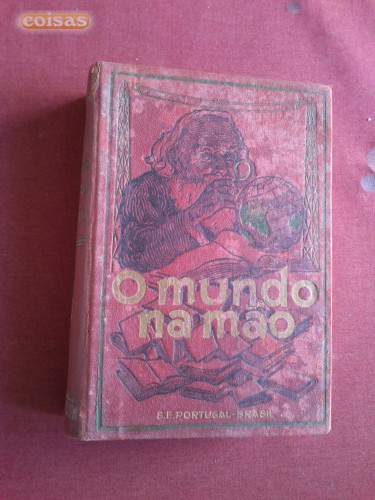 coisas
O mundo
na mão
S.E. PORTUGAL-BRASIL